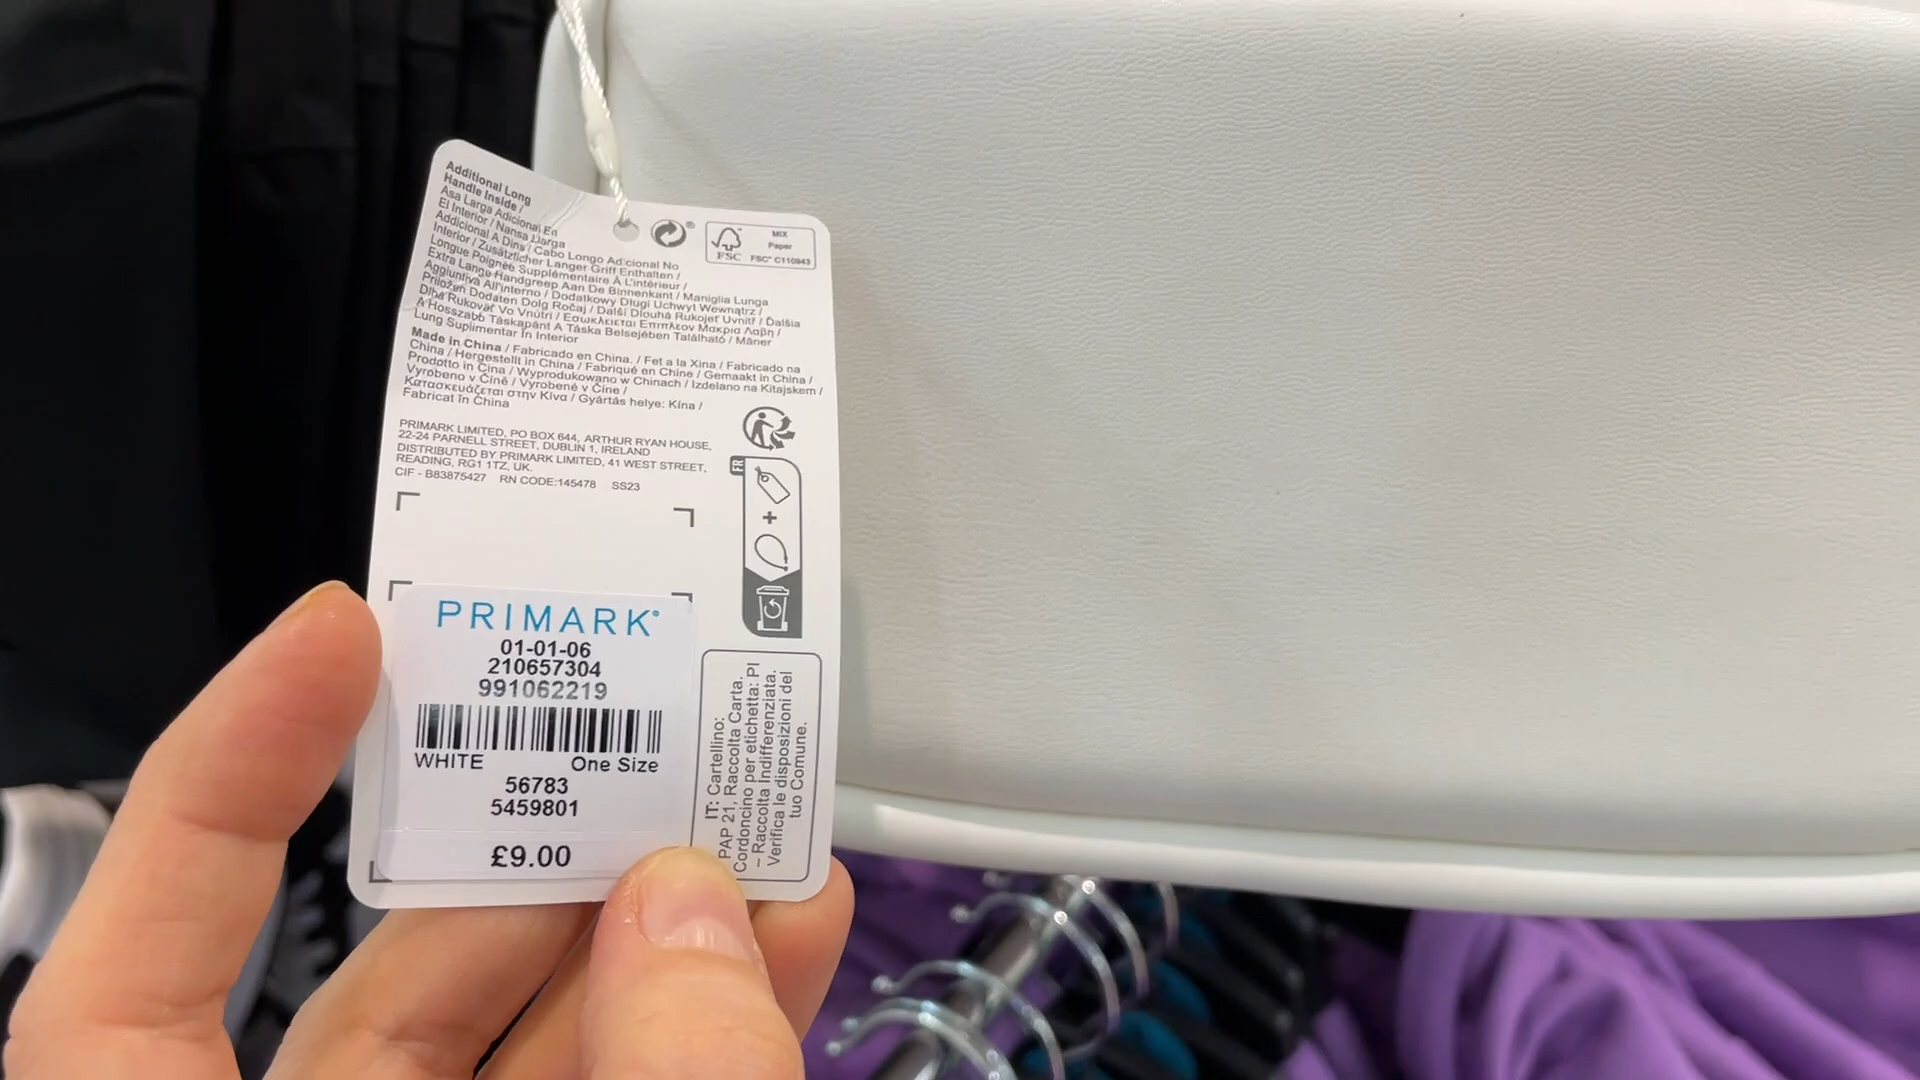 Additional Long
Handle Inside /
Asa Larga Adicional En
El Interior / Nansa Llarga
Addicional A Dins / Cabo Longo Adicional No
Interior / Zusätzlicher Langer Griff Enthalten /
Longue Poignée Supplémentaire À L'intérieur /
Extra Lange Handgreep Aan De Binnenkant / Maniglia Lunga
Aggiuntiva All'interno / Dodatkowy Długi Uchwyt Wewnątrz /
Priložen Dodaten Dolg Ročaj / Další Dlouhá Rukojeť Uvnitř / Ďalšia
Dlhá Rukoväť Vo Vnútri / Εσωκλείεται Επιπλέον Μακριά Λαβή /
A Hosszabb Táskapánt A Táska Belsejében Található / Mâner
Lung Suplimentar În Interior
Made in China / Fabricado en China. / Fet a la Xina / Fabricado na
China / Hergestellt in China / Fabriqué en Chine / Gemaakt in China /
Prodotto in Cina / Wyprodukowano w Chinach / Izdelano na Kitajskem /
Vyrobeno v Číně / Vyrobené v Číne /
Κατασκευάζεται στην Κίνα / Gyártás helye: Kína /
Fabricat în China
PRIMARK LIMITED, PO BOX 644, ARTHUR RYAN HOUSE,
22-24 PARNELL STREET, DUBLIN 1, IRELAND
DISTRIBUTED BY PRIMARK LIMITED, 41 WEST STREET,
READING, RG1 1TZ, UK.
CIF - B83875427 RN CODE:145478 SS23
®
FSC™
MIX
Paper
FSC™ C110943
FR
+
PRIMARK®
01-01-06
210657304
991062219
WHITE One Size
56783
5459801
£9.00
IT: Cartellino:
PAP 21, Raccolta Carta.
Cordoncino per etichetta: PI
– Raccolta Indifferenziata.
Verifica le disposizioni del
tuo Comune.